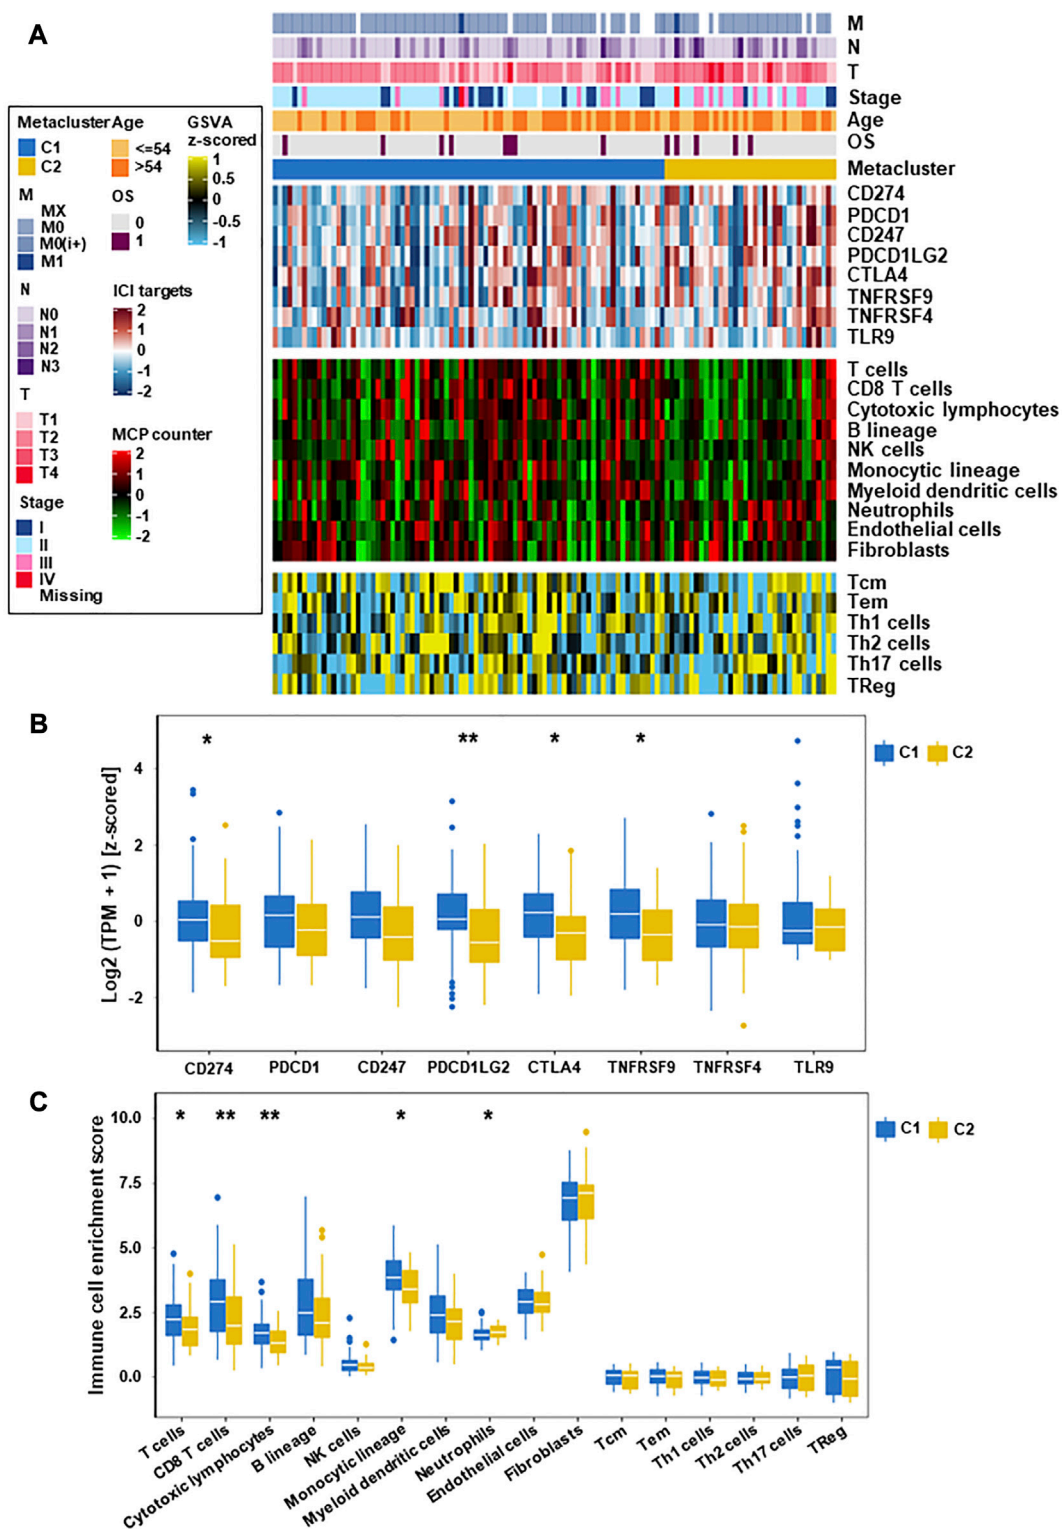 A
M
N
T
Stage
Age
OS
Metacluster
Metacluster
C1
C2
Age
<=54
>54
GSVA
z-scored
1
0.5
0
-0.5
-1
M
MX
M0
M0(i+)
M1
OS
0
1
N
N0
N1
N2
N3
ICI targets
2
1
0
-1
-2
T
T1
T2
T3
T4
MCP counter
2
1
0
-1
-2
Stage
I
II
III
IV
Missing
CD274
PDCD1
CD247
PDCD1LG2
CTLA4
TNFRSF9
TNFRSF4
TLR9
T cells
CD8 T cells
Cytotoxic lymphocytes
B lineage
NK cells
Monocytic lineage
Myeloid dendritic cells
Neutrophils
Endothelial cells
Fibroblasts
Tcm
Tem
Th1 cells
Th2 cells
Th17 cells
TReg
B
* ** * *
C1 C2
Log2 (TPM + 1) [z-scored]
4
2
0
-2
CD274 PDCD1 CD247 PDCD1LG2 CTLA4 TNFRSF9 TNFRSF4 TLR9
C
* ** ** * *
C1 C2
Immune cell enrichment score
10.0
7.5
5.0
2.5
0.0
T cells
CD8 T cells
Cytotoxic lymphocytes
B lineage
NK cells
Monocytic lineage
Myeloid dendritic cells
Neutrophils
Endothelial cells
Fibroblasts
Tcm
Tem
Th1 cells
Th2 cells
Th17 cells
TReg